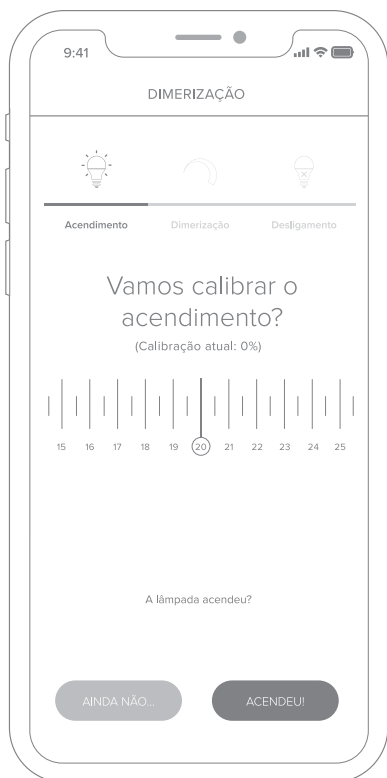 9:41
DIMERIZAÇÃO
Acendimento Dimerização Desligamento
Vamos calibrar o
acendimento?
(Calibração atual: 0%)
15 16 17 18 19 20 21 22 23 24 25
A lâmpada acendeu?
AINDA NÃO... ACENDEU!